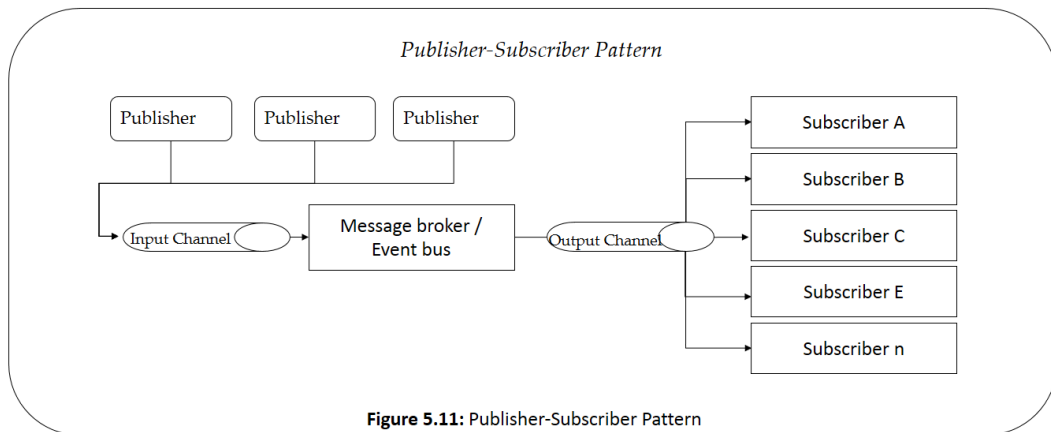 Publisher-Subscriber Pattern
Publisher
Publisher
Publisher
Input Channel
Message broker /
Event bus
Output Channel
Subscriber A
Subscriber B
Subscriber C
Subscriber E
Subscriber n
Figure 5.11: Publisher-Subscriber Pattern